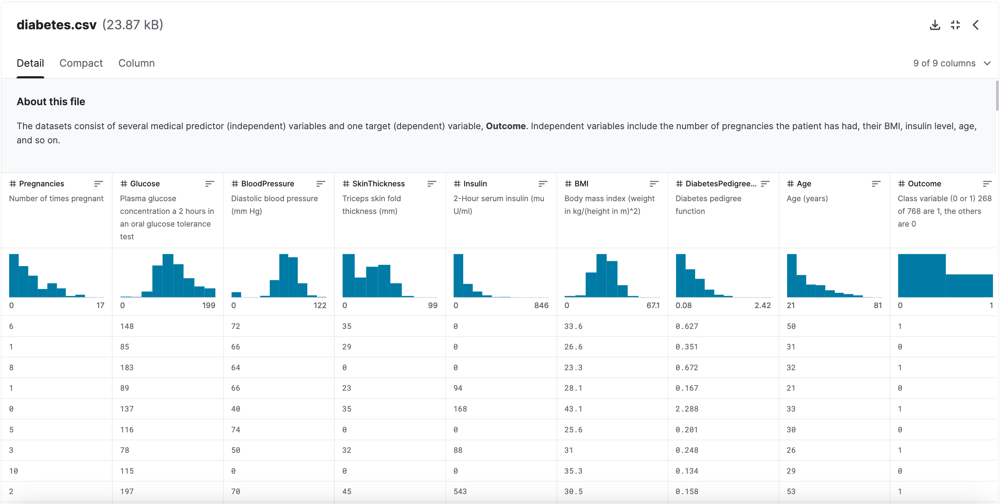 diabetes.csv (23.87 kB)
Detail Compact Column 9 of 9 columns
About this file
The datasets consist of several medical predictor (independent) variables and one target (dependent) variable, Outcome. Independent variables include the number of pregnancies the patient has had, their BMI, insulin level, age,
and so on.
# Pregnancies
Number of times pregnant
# Glucose
Plasma glucose
concentration a 2 hours in
an oral glucose tolerance
test
# BloodPressure
Diastolic blood pressure
(mm Hg)
# SkinThickness
Triceps skin fold
thickness (mm)
# Insulin
2-Hour serum insulin (mu
U/ml)
# BMI
Body mass index (weight
in kg/(height in m)^2)
# DiabetesPedigree...
Diabetes pedigree
function
# Age
Age (years)
# Outcome
Class variable (0 or 1) 268
of 768 are 1, the others
are 0
0 17 0 199 0 122 0 99 0 846 0 67.1 0.08 2.42 21 81 0 1
6 148 72 35 0 33.6 0.627 50 1
1 85 66 29 0 26.6 0.351 31 0
8 183 64 0 0 23.3 0.672 32 1
1 89 66 23 94 28.1 0.167 21 0
0 137 40 35 168 43.1 2.288 33 1
5 116 74 0 0 25.6 0.201 30 0
3 78 50 32 88 31 0.248 26 1
10 115 0 0 0 35.3 0.134 29 0
2 197 70 45 543 30.5 0.158 53 1